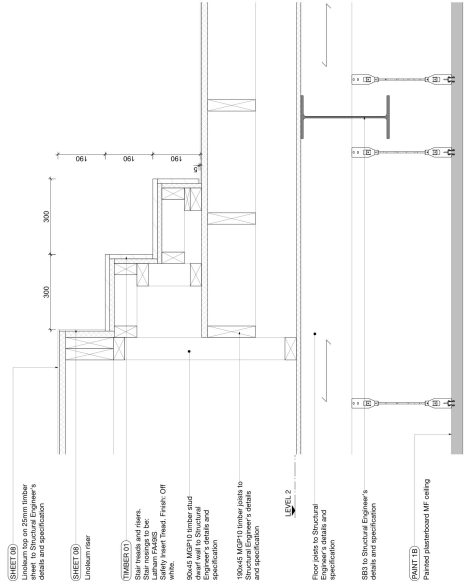 SHEET 08
Linoleum top on 25mm timber
sheet to Structural Engineer's
details and specification
SHEET 08
Linoleum riser
TIMBER 01
Stair treads and risers.
Stair nosings to be:
Latham FA49S
Safety Insert Tread. Finish: Off
white.
90x45 MGP10 timber stud
dwarf wall to Structural
Engineer's details and
specification
190x45 MGP10 timber joists to
Structural Engineer's details
and specification
LEVEL 2
Floor joists to Structural
Engineer's details and
specification
SB3 to Structural Engineer's
details and specification
PAINT 1B
Painted plasterboard MF ceiling
300
300
190
190
190